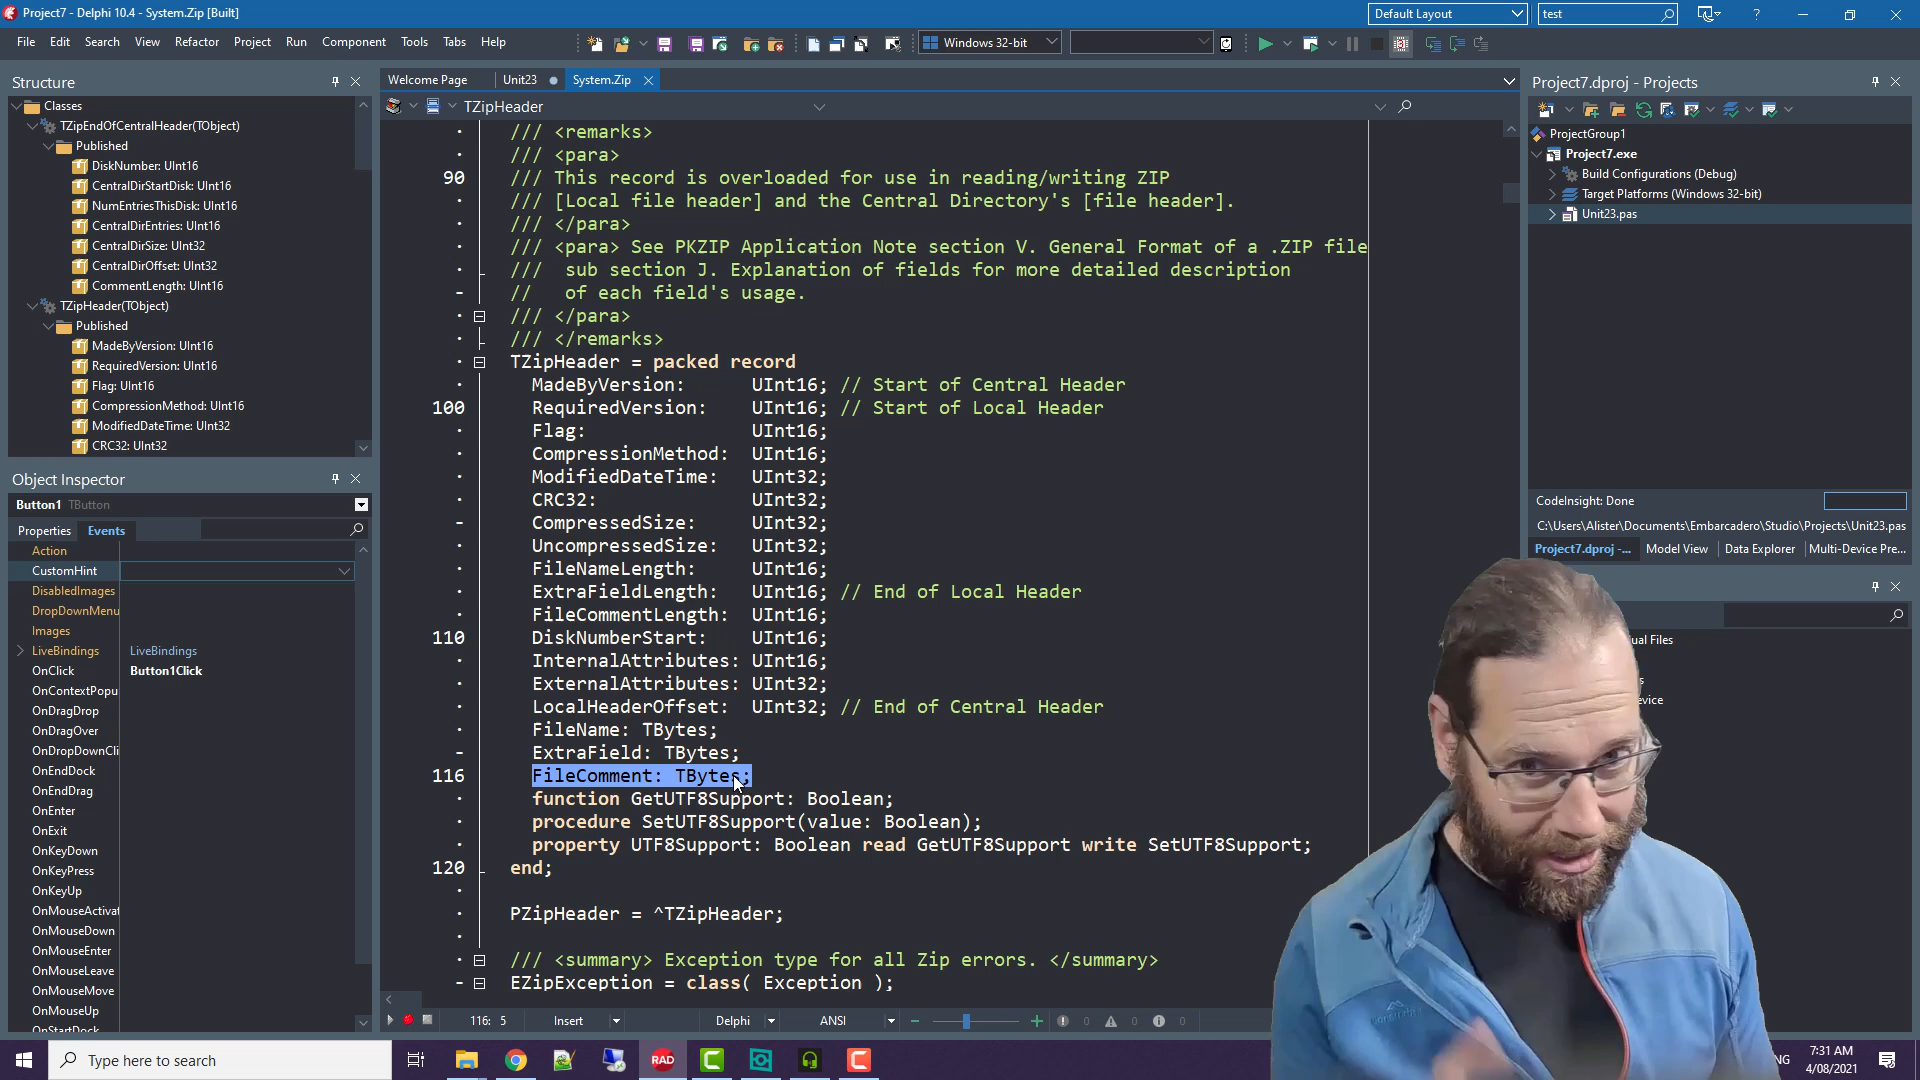 Project7 - Delphi 10.4 - System.Zip [Built]
Default Layout
test
?
File Edit Search View Refactor Project Run Component Tools Tabs Help
Windows 32-bit
Structure
Classes
TZipEndOfCentralHeader(TObject)
Published
DiskNumber: UInt16
CentralDirStartDisk: UInt16
NumEntriesThisDisk: UInt16
CentralDirEntries: UInt16
CentralDirSize: UInt32
CentralDirOffset: UInt32
CommentLength: UInt16
TZipHeader(TObject)
Published
MadeByVersion: UInt16
RequiredVersion: UInt16
Flag: UInt16
CompressionMethod: UInt16
ModifiedDateTime: UInt32
CRC32: UInt32
Object Inspector
Button1 TButton
Properties Events
Action
CustomHint
DisabledImages
DropDownMenu
Images
LiveBindings LiveBindings
OnClick Button1Click
OnContextPopu
OnDragDrop
OnDragOver
OnDropDownCli
OnEndDock
OnEndDrag
OnEnter
OnExit
OnKeyDown
OnKeyPress
OnKeyUp
OnMouseActivat
OnMouseDown
OnMouseEnter
OnMouseLeave
OnMouseMove
OnMouseUp
OnStartDock
Welcome Page Unit23 System.Zip
TZipHeader
/// <remarks>
/// <para>
90 /// This record is overloaded for use in reading/writing ZIP
/// [Local file header] and the Central Directory's [file header].
/// </para>
/// <para> See PKZIP Application Note section V. General Format of a .ZIP file
///  sub section J. Explanation of fields for more detailed description
//   of each field's usage.
/// </para>
/// </remarks>
TZipHeader = packed record
MadeByVersion:      UInt16; // Start of Central Header
100 RequiredVersion:    UInt16; // Start of Local Header
Flag:               UInt16;
CompressionMethod:  UInt16;
ModifiedDateTime:   UInt32;
CRC32:              UInt32;
CompressedSize:     UInt32;
UncompressedSize:   UInt32;
FileNameLength:     UInt16;
ExtraFieldLength:   UInt16; // End of Local Header
FileCommentLength:  UInt16;
110 DiskNumberStart:    UInt16;
InternalAttributes: UInt16;
ExternalAttributes: UInt32;
LocalHeaderOffset:  UInt32; // End of Central Header
FileName: TBytes;
ExtraField: TBytes;
116 FileComment: TBytes;
function GetUTF8Support: Boolean;
procedure SetUTF8Support(value: Boolean);
property UTF8Support: Boolean read GetUTF8Support write SetUTF8Support;
120 end;
PZipHeader = ^TZipHeader;
/// <summary> Exception type for all Zip errors. </summary>
EZipException = class( Exception );
116: 5 Insert Delphi ANSI 0 0 0
Project7.dproj - Projects
ProjectGroup1
Project7.exe
Build Configurations (Debug)
Target Platforms (Windows 32-bit)
Unit23.pas
CodeInsight: Done
C:\Users\Alister\Documents\Embarcadero\Studio\Projects\Unit23.pas
Project7.dproj -... Model View Data Explorer Multi-Device Pre...
ual Files
s
evice
Type here to search
RAD
NG
7:31 AM
4/08/2021